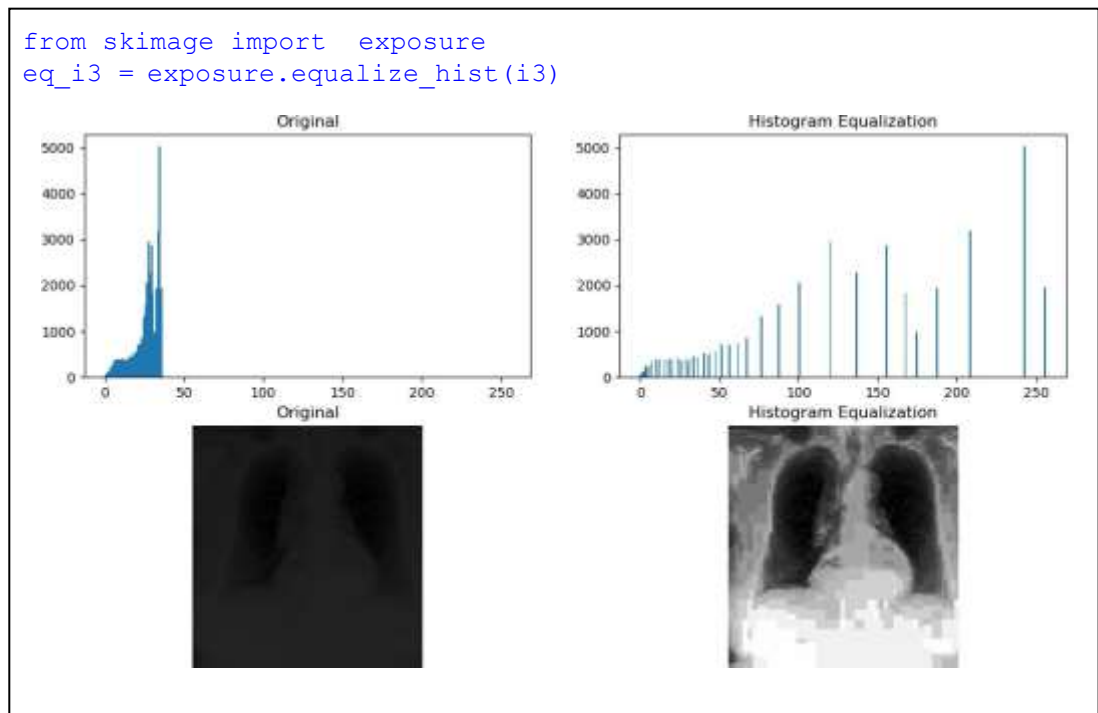 from skimage import  exposure
eq_i3 = exposure.equalize_hist(i3)
Original
Histogram Equalization
5000
4000
3000
2000
1000
0
0 50 100 150 200 250
5000
4000
3000
2000
1000
0
0 50 100 150 200 250
Original
Histogram Equalization